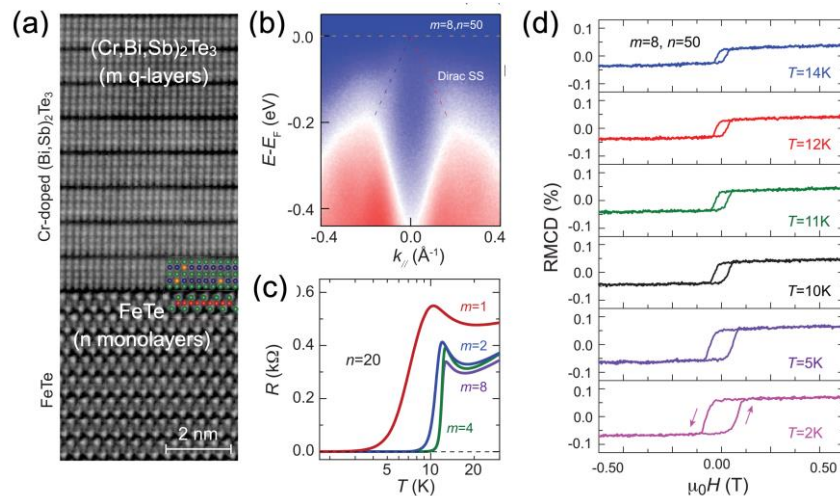 (a)
(Cr,Bi,Sb)₂Te₃
(m q-layers)
Cr-doped (Bi,Sb)₂Te₃
FeTe
(n monolayers)
FeTe
2 nm
(b)
m=8,n=50
Dirac SS
E-E_F (eV)
0.0
-0.2
-0.4
-0.4 0.0 0.4
k_// (Å⁻¹)
(c)
R (kΩ)
0.6
0.4
0.2
0.0
m=1
m=2
m=8
m=4
n=20
10 20
T (K)
(d)
m=8, n=50
RMCD (%)
0.1
0.0
-0.1
T=14K
0.1
0.0
-0.1
T=12K
0.1
0.0
-0.1
T=11K
0.1
0.0
-0.1
T=10K
0.1
0.0
-0.1
T=5K
0.1
0.0
-0.1
T=2K
-0.50 0.00 0.50
μ₀H (T)